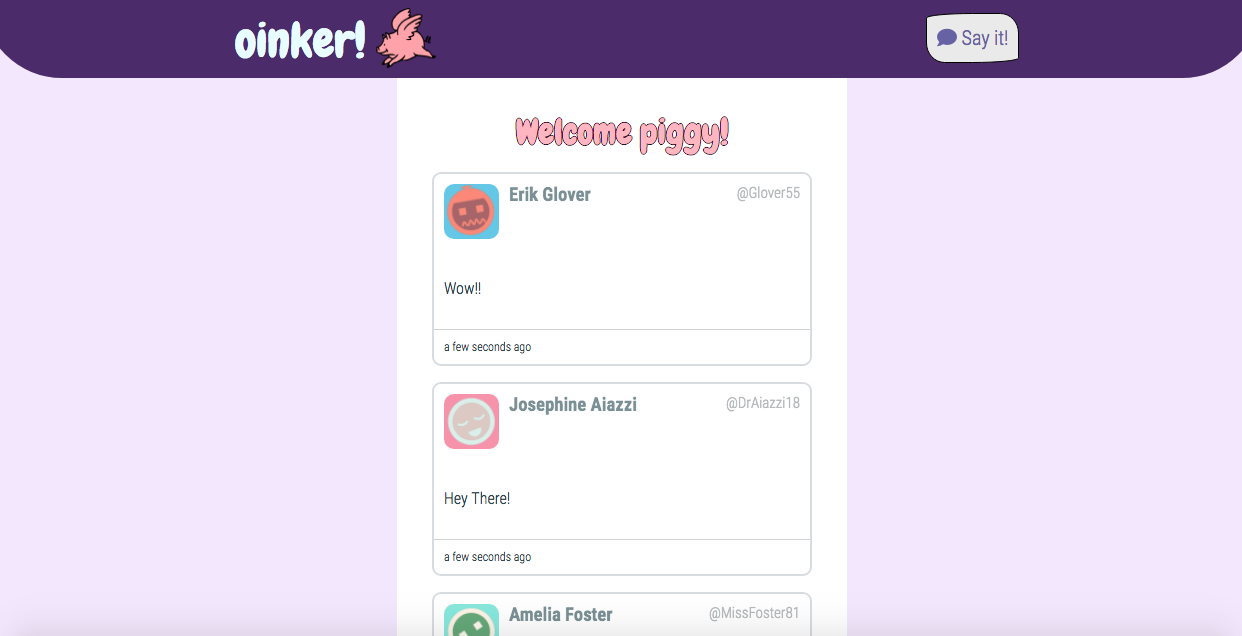 oinker!
Say it!
Welcome piggy!
Erik Glover @Glover55
Wow!!
a few seconds ago
Josephine Aiazzi @DrAiazzi18
Hey There!
a few seconds ago
Amelia Foster @MissFoster81